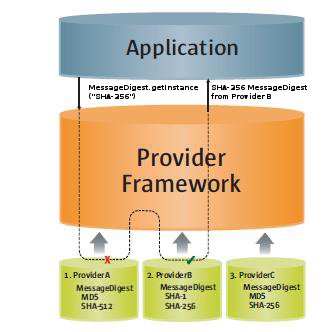 Application
MessageDigest.getInstance
("SHA-256")
SHA-256 MessageDigest
from Provider B
Provider
Framework
1. ProviderA
MessageDigest
MD5
SHA-512
2. ProviderB
MessageDigest
SHA-1
SHA-256
3. ProviderC
MessageDigest
MD5
SHA-256